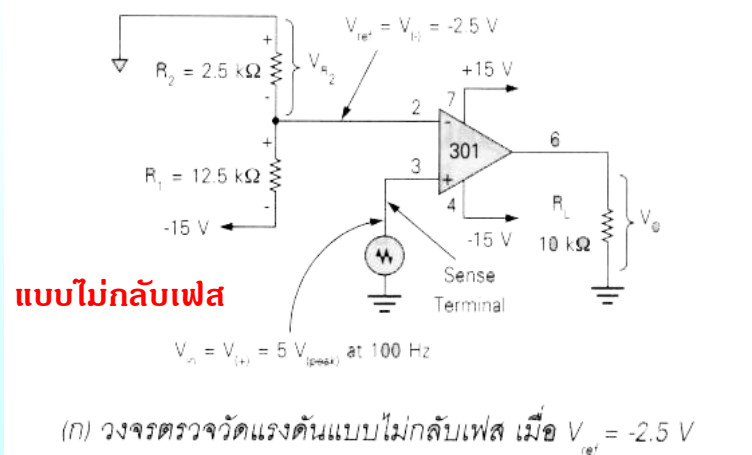 V_ref = V_(-) = -2.5 V
+
R_2 = 2.5 kΩ
V_R2
-
+15 V
2
7
-
301
6
+
R_1 = 12.5 kΩ
3
+
-
4
-15 V
-15 V
R_L
10 kΩ
V_o
Sense
Terminal
แบบไม่กลับเฟส
V_in = V_(+) = 5 V_(peak) at 100 Hz
(ก) วงจรตรวจวัดแรงดันแบบไม่กลับเฟส เมื่อ V_ref = -2.5 V